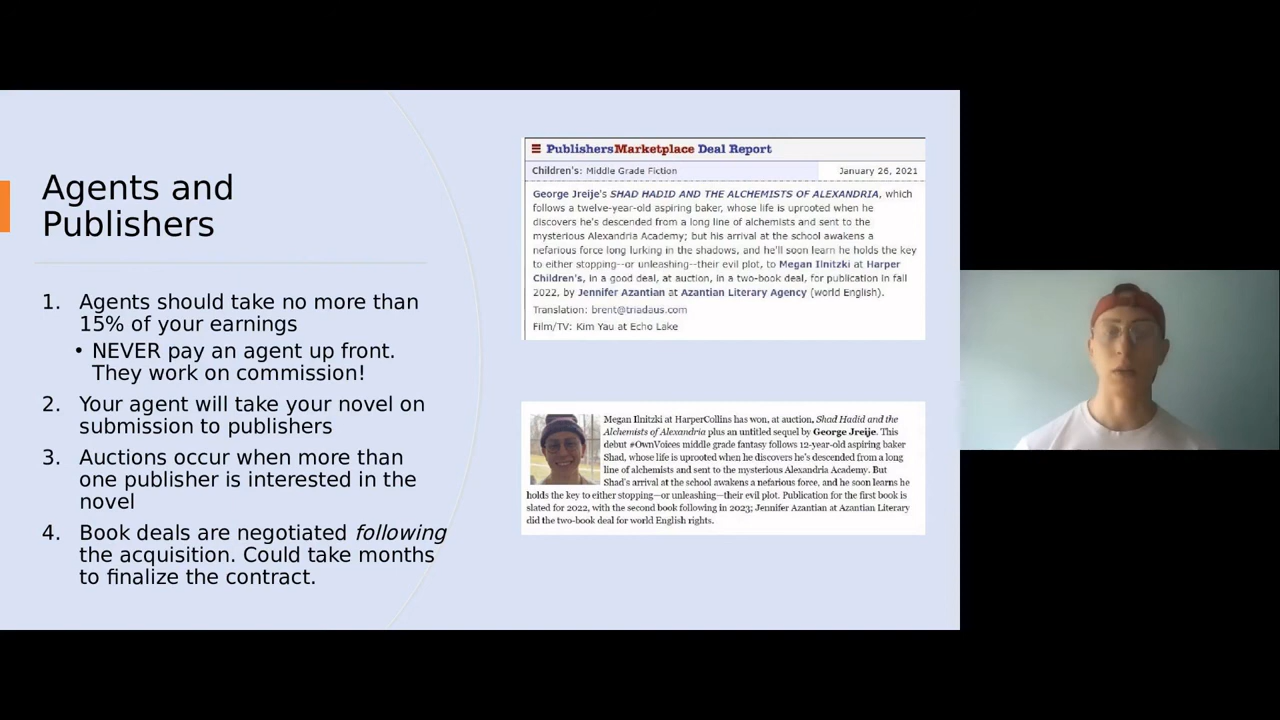 Agents and
Publishers
1. Agents should take no more than
15% of your earnings
• NEVER pay an agent up front.
They work on commission!
2. Your agent will take your novel on
submission to publishers
3. Auctions occur when more than
one publisher is interested in the
novel
4. Book deals are negotiated following
the acquisition. Could take months
to finalize the contract.
PublishersMarketplace Deal Report
Children's: Middle Grade Fiction January 26, 2021
George Jreije's SHAD HADID AND THE ALCHEMISTS OF ALEXANDRIA, which
follows a twelve-year-old aspiring baker, whose life is uprooted when he
discovers he's descended from a long line of alchemists and sent to the
mysterious Alexandria Academy; but his arrival at the school awakens a
nefarious force long lurking in the shadows, and he'll soon learn he holds the key
to either stopping--or unleashing--their evil plot, to Megan Ilnitzki at Harper
Children's, in a good deal, at auction, in a two-book deal, for publication in fall
2022, by Jennifer Azantian at Azantian Literary Agency (world English).
Translation: brent@triadaus.com
Film/TV: Kim Yau at Echo Lake
Megan Ilnitzki at HarperCollins has won, at auction, Shad Hadid and the
Alchemists of Alexandria plus an untitled sequel by George Jreije. This
debut #OwnVoices middle grade fantasy follows 12-year-old aspiring baker
Shad, whose life is uprooted when he discovers he's descended from a long
line of alchemists and sent to the mysterious Alexandria Academy. But
Shad's arrival at the school awakens a nefarious force, and he soon learns he
holds the key to either stopping—or unleashing—their evil plot. Publication for the first book is
slated for 2022, with the second book following in 2023; Jennifer Azantian at Azantian Literary
did the two-book deal for world English rights.